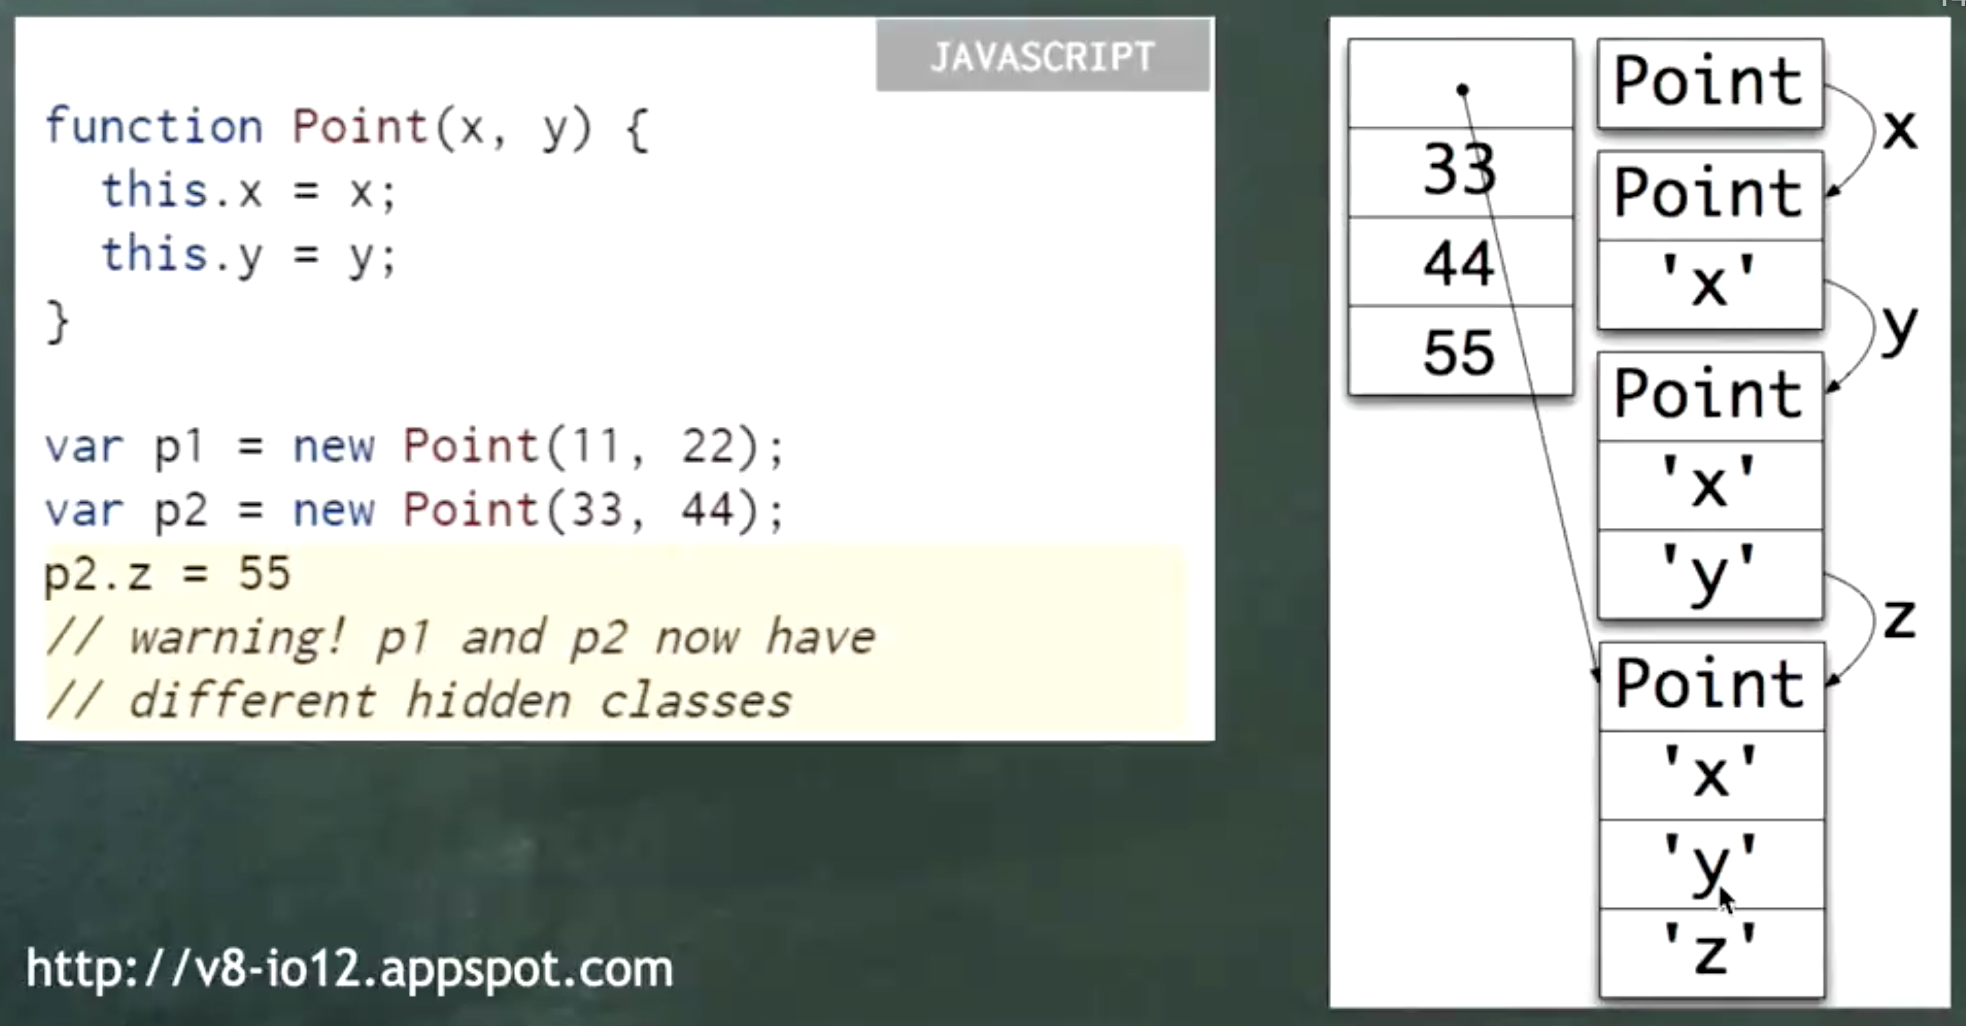 JAVASCRIPT
function Point(x, y) {
  this.x = x;
  this.y = y;
}
var p1 = new Point(11, 22);
var p2 = new Point(33, 44);
p2.z = 55
// warning! p1 and p2 now have
// different hidden classes
http://v8-io12.appspot.com
33
44
55
Point
x
Point
'x'
y
Point
'x'
'y'
z
Point
'x'
'y'
'z'